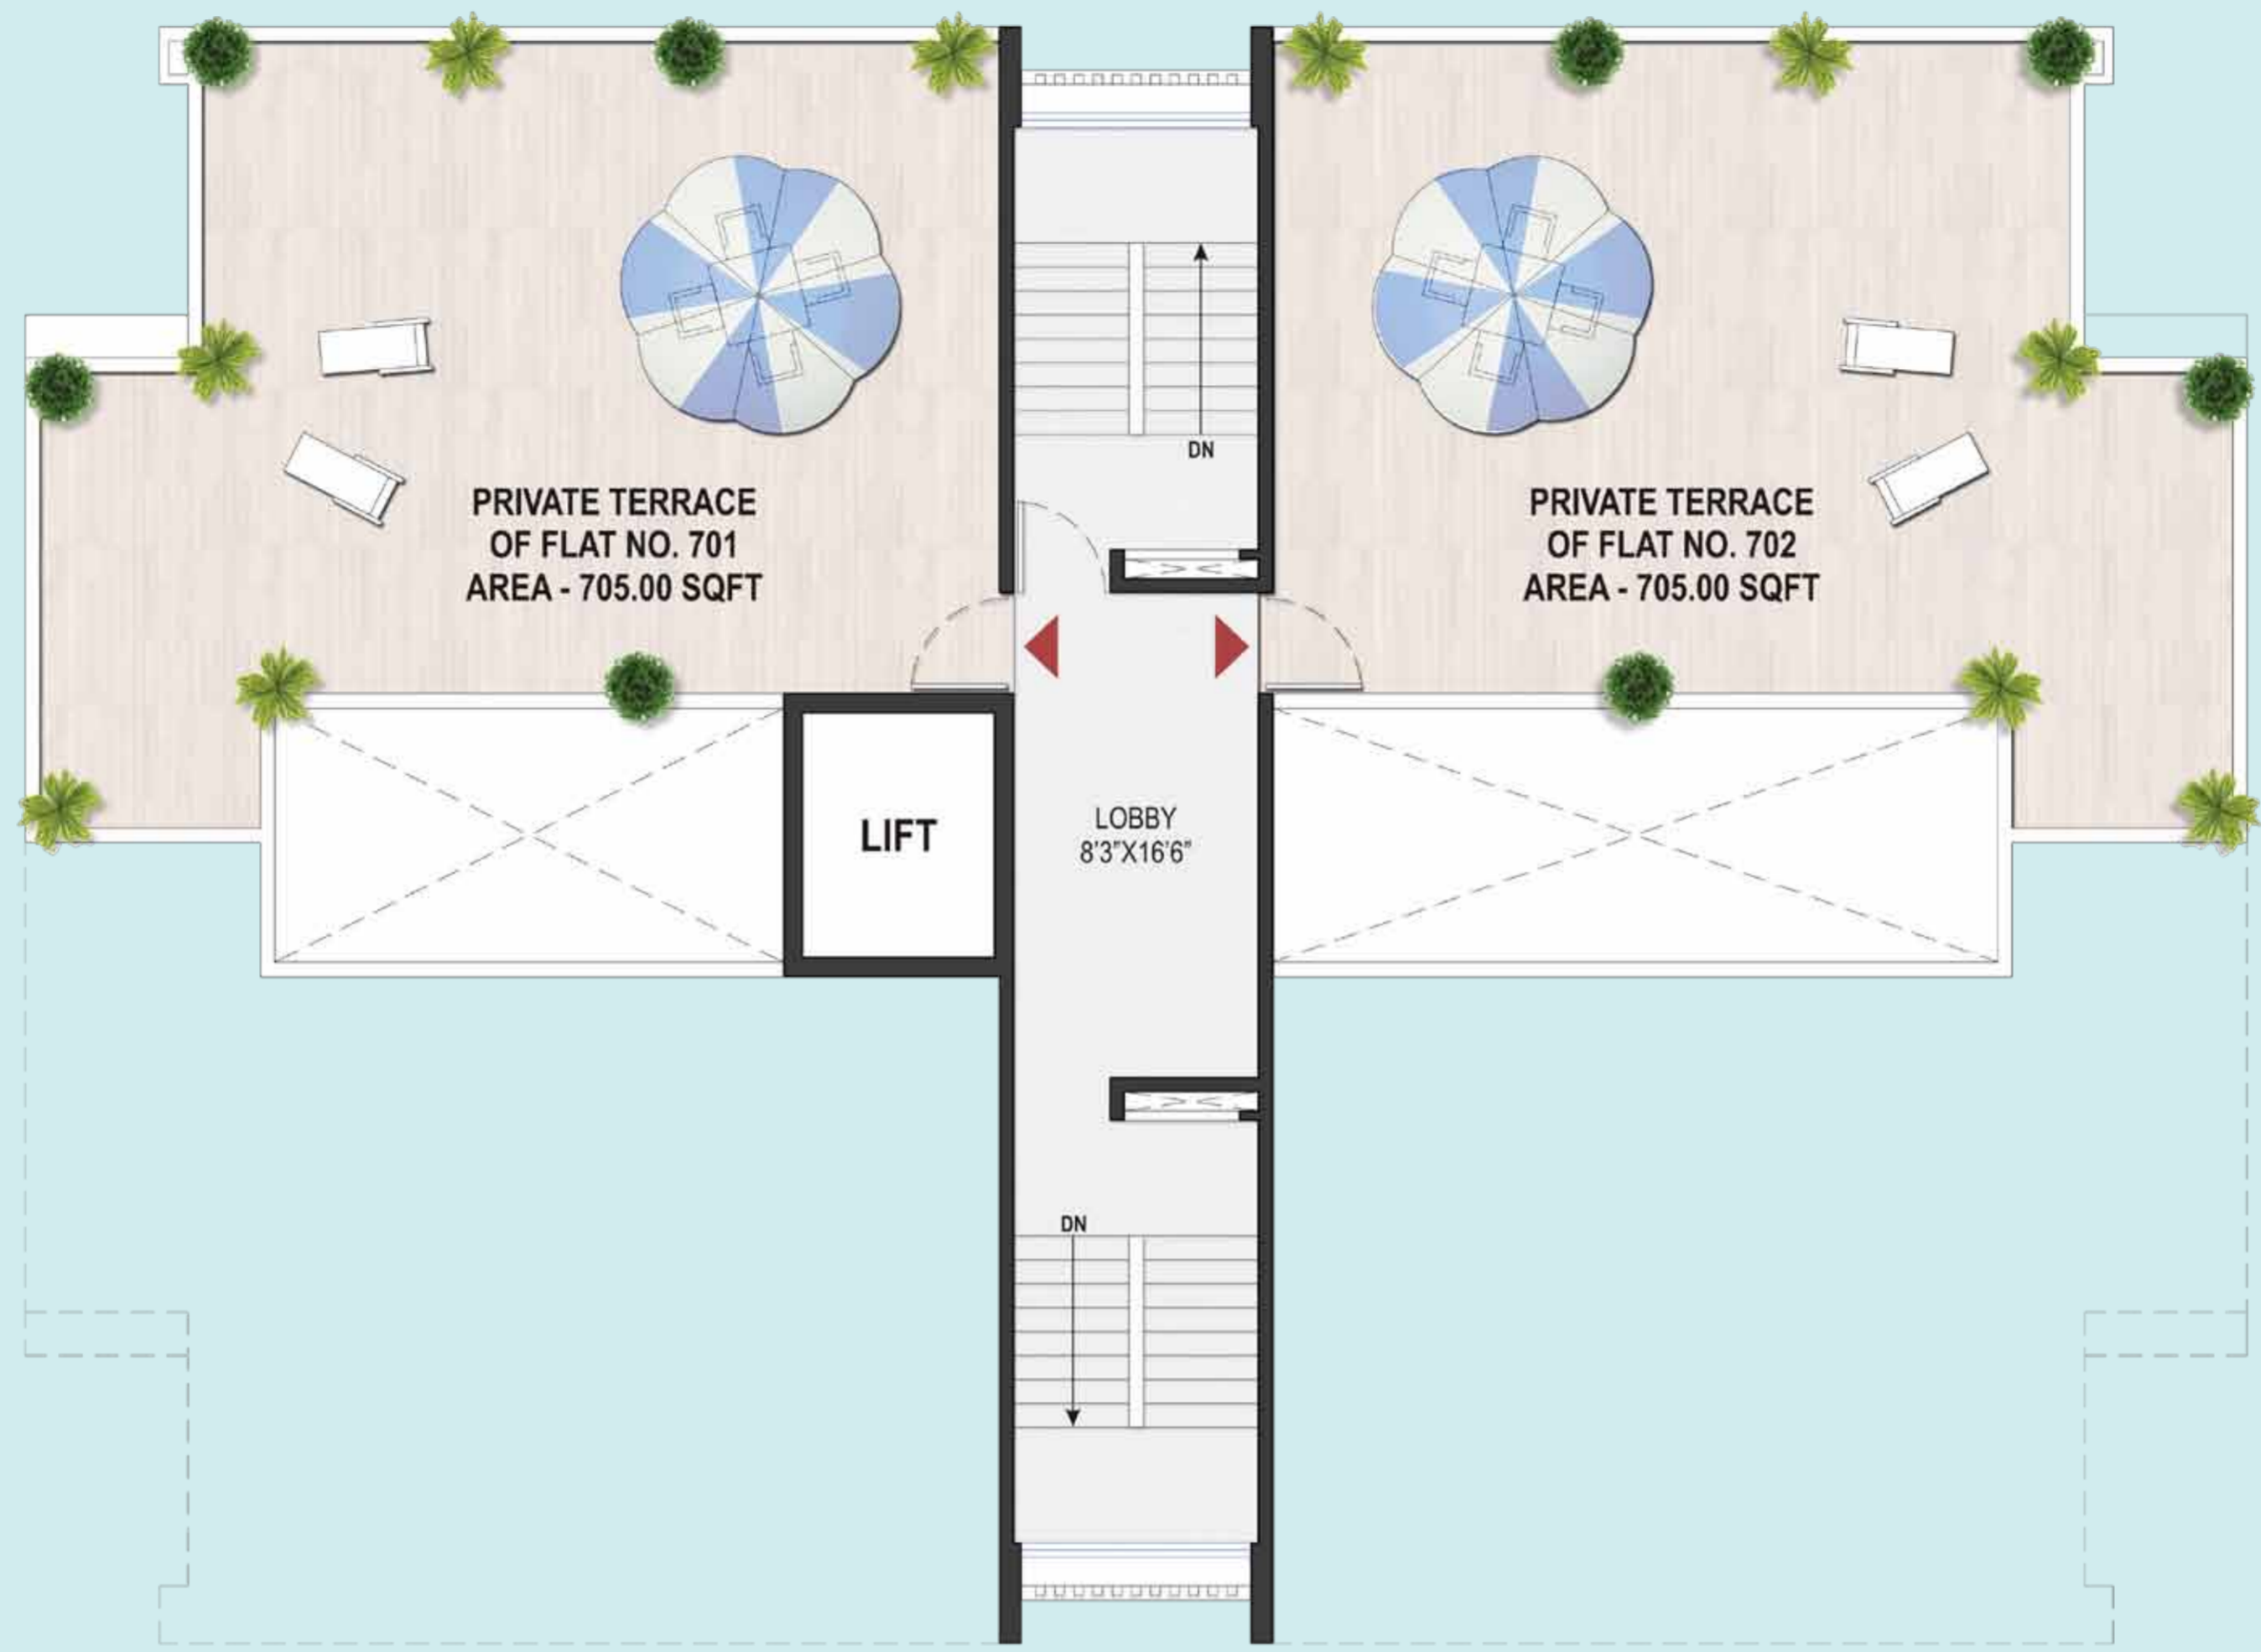 DN
PRIVATE TERRACE
OF FLAT NO. 701
AREA - 705.00 SQFT
PRIVATE TERRACE
OF FLAT NO. 702
AREA - 705.00 SQFT
LIFT
LOBBY
8'3"X16'6"
DN